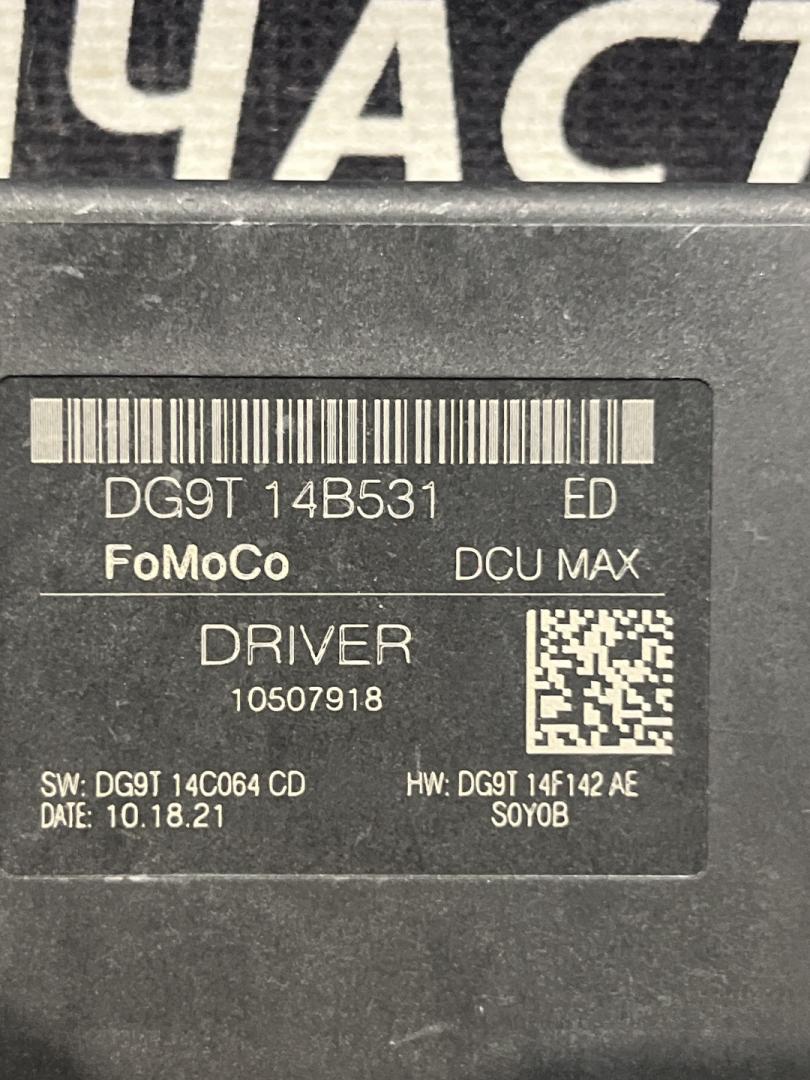 ЧАСТ
DG9T 14B531 ED
FoMoCo DCU MAX
DRIVER
10507918
SW: DG9T 14C064 CD HW: DG9T 14F142 AE
DATE: 10.18.21 S0Y0B